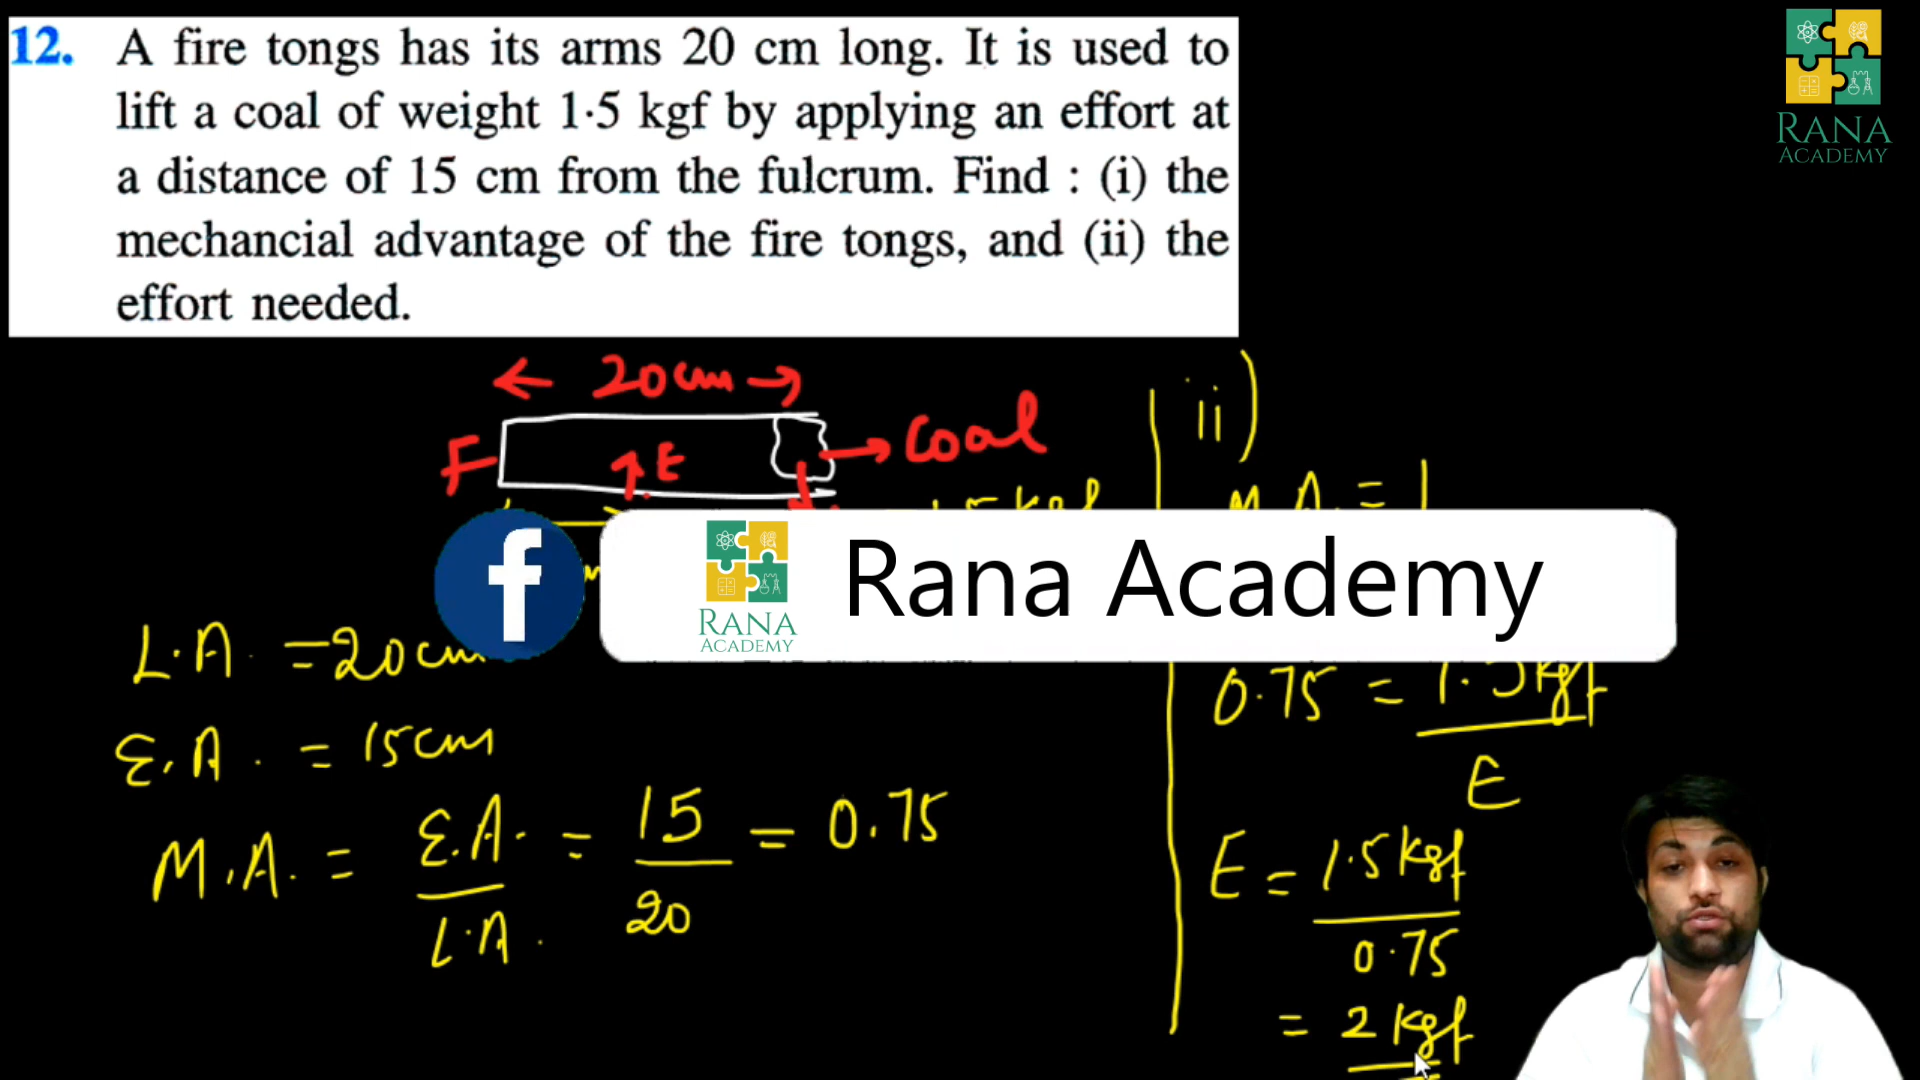 12. A fire tongs has its arms 20 cm long. It is used to
lift a coal of weight 1·5 kgf by applying an effort at
a distance of 15 cm from the fulcrum. Find : (i) the
mechancial advantage of the fire tongs, and (ii) the
effort needed.
RANA
ACADEMY
← 20cm →
F ↑E → Coal
f
RANA
ACADEMY
Rana Academy
L.A. = 20cm
E.A. = 15cm
M.A. = E.A. / L.A. = 15 / 20 = 0.75
ii)
M.A. = L
0.75 = 1.5kgf / E
E = 1.5kgf / 0.75
= 2kgf